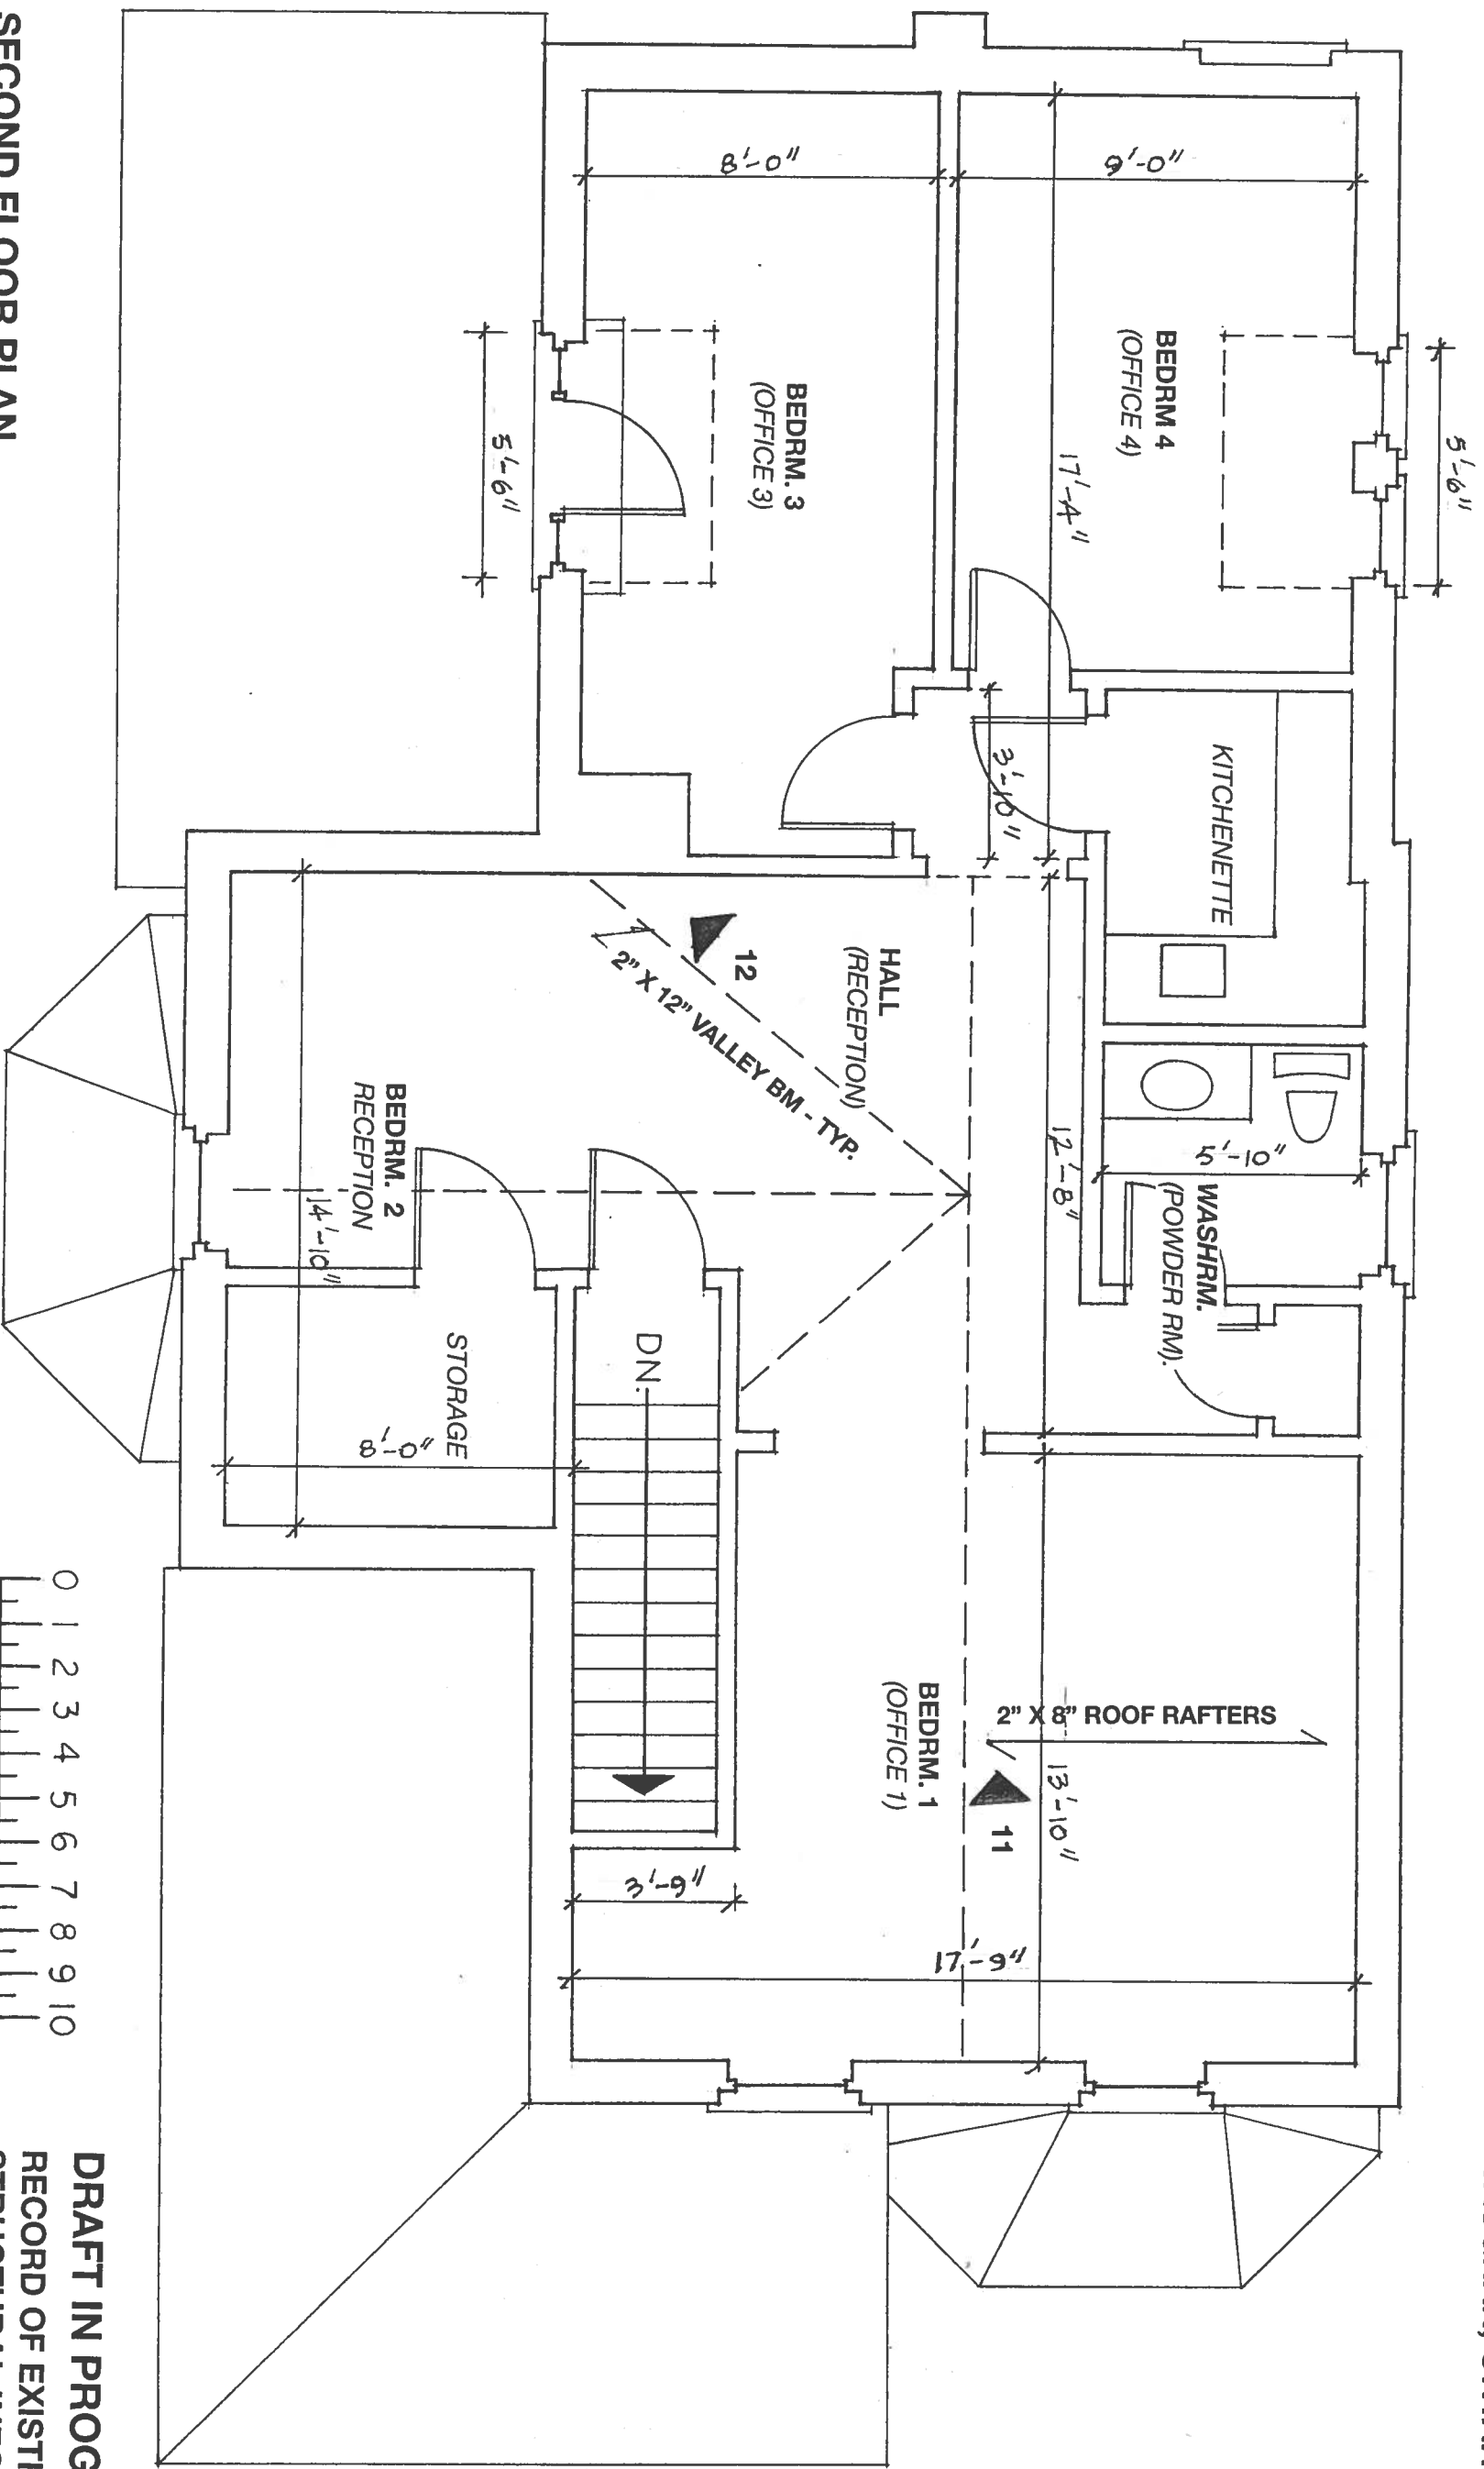 5'-6"
9'-0"
BEDRM 4
(OFFICE 4)
17'-4"
KITCHENETTE
3'-10"
5'-10"
WASHRM.
(POWDER RM).
12'-8"
2" X 8" ROOF RAFTERS
13'-10"
11
17'-9"
BEDRM. 1
(OFFICE 1)
8'-0"
BEDRM. 3
(OFFICE 3)
5'-6"
HALL
(RECEPTION)
12
2" X 12" VALLEY BM - TYP.
DN.
3'-9"
BEDRM. 2
RECEPTION
14'-10"
STORAGE
8'-0"
0 1 2 3 4 5 6 7 8 9 10
SECOND FLOOR PLAN
DRAFT IN PROG
RECORD OF EXISTI